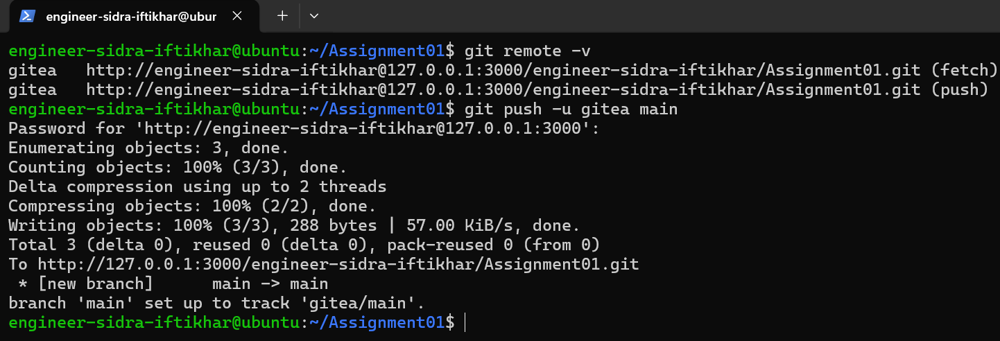 engineer-sidra-iftikhar@ubur
engineer-sidra-iftikhar@ubuntu:~/Assignment01$ git remote -v
gitea   http://engineer-sidra-iftikhar@127.0.0.1:3000/engineer-sidra-iftikhar/Assignment01.git (fetch)
gitea   http://engineer-sidra-iftikhar@127.0.0.1:3000/engineer-sidra-iftikhar/Assignment01.git (push)
engineer-sidra-iftikhar@ubuntu:~/Assignment01$ git push -u gitea main
Password for 'http://engineer-sidra-iftikhar@127.0.0.1:3000':
Enumerating objects: 3, done.
Counting objects: 100% (3/3), done.
Delta compression using up to 2 threads
Compressing objects: 100% (2/2), done.
Writing objects: 100% (3/3), 288 bytes | 57.00 KiB/s, done.
Total 3 (delta 0), reused 0 (delta 0), pack-reused 0 (from 0)
To http://127.0.0.1:3000/engineer-sidra-iftikhar/Assignment01.git
 * [new branch]      main -> main
branch 'main' set up to track 'gitea/main'.
engineer-sidra-iftikhar@ubuntu:~/Assignment01$